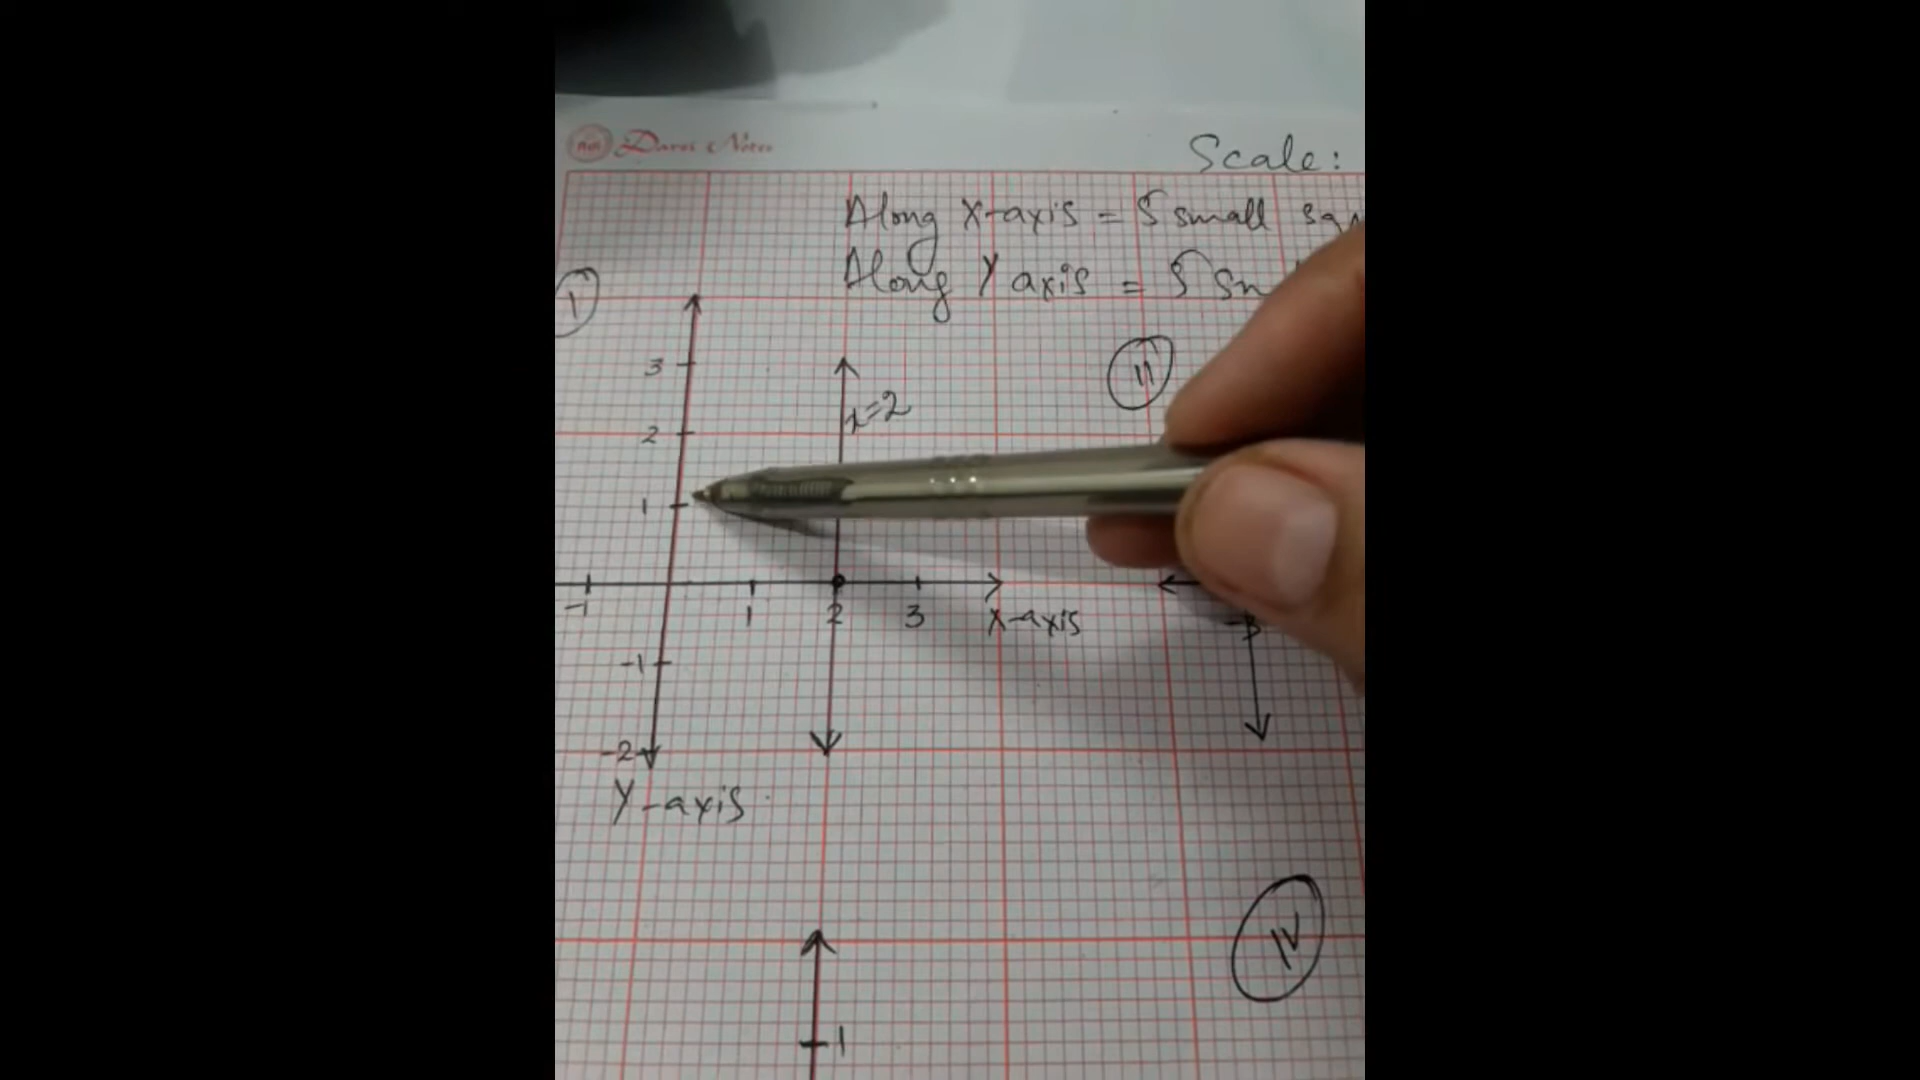 Scale:
Along X-axis = 5 small
Along Y axis = 5
I
3
II
x=2
2
1
-1
1
2
3
X-axis
-1
-2
Y-axis
IV
1